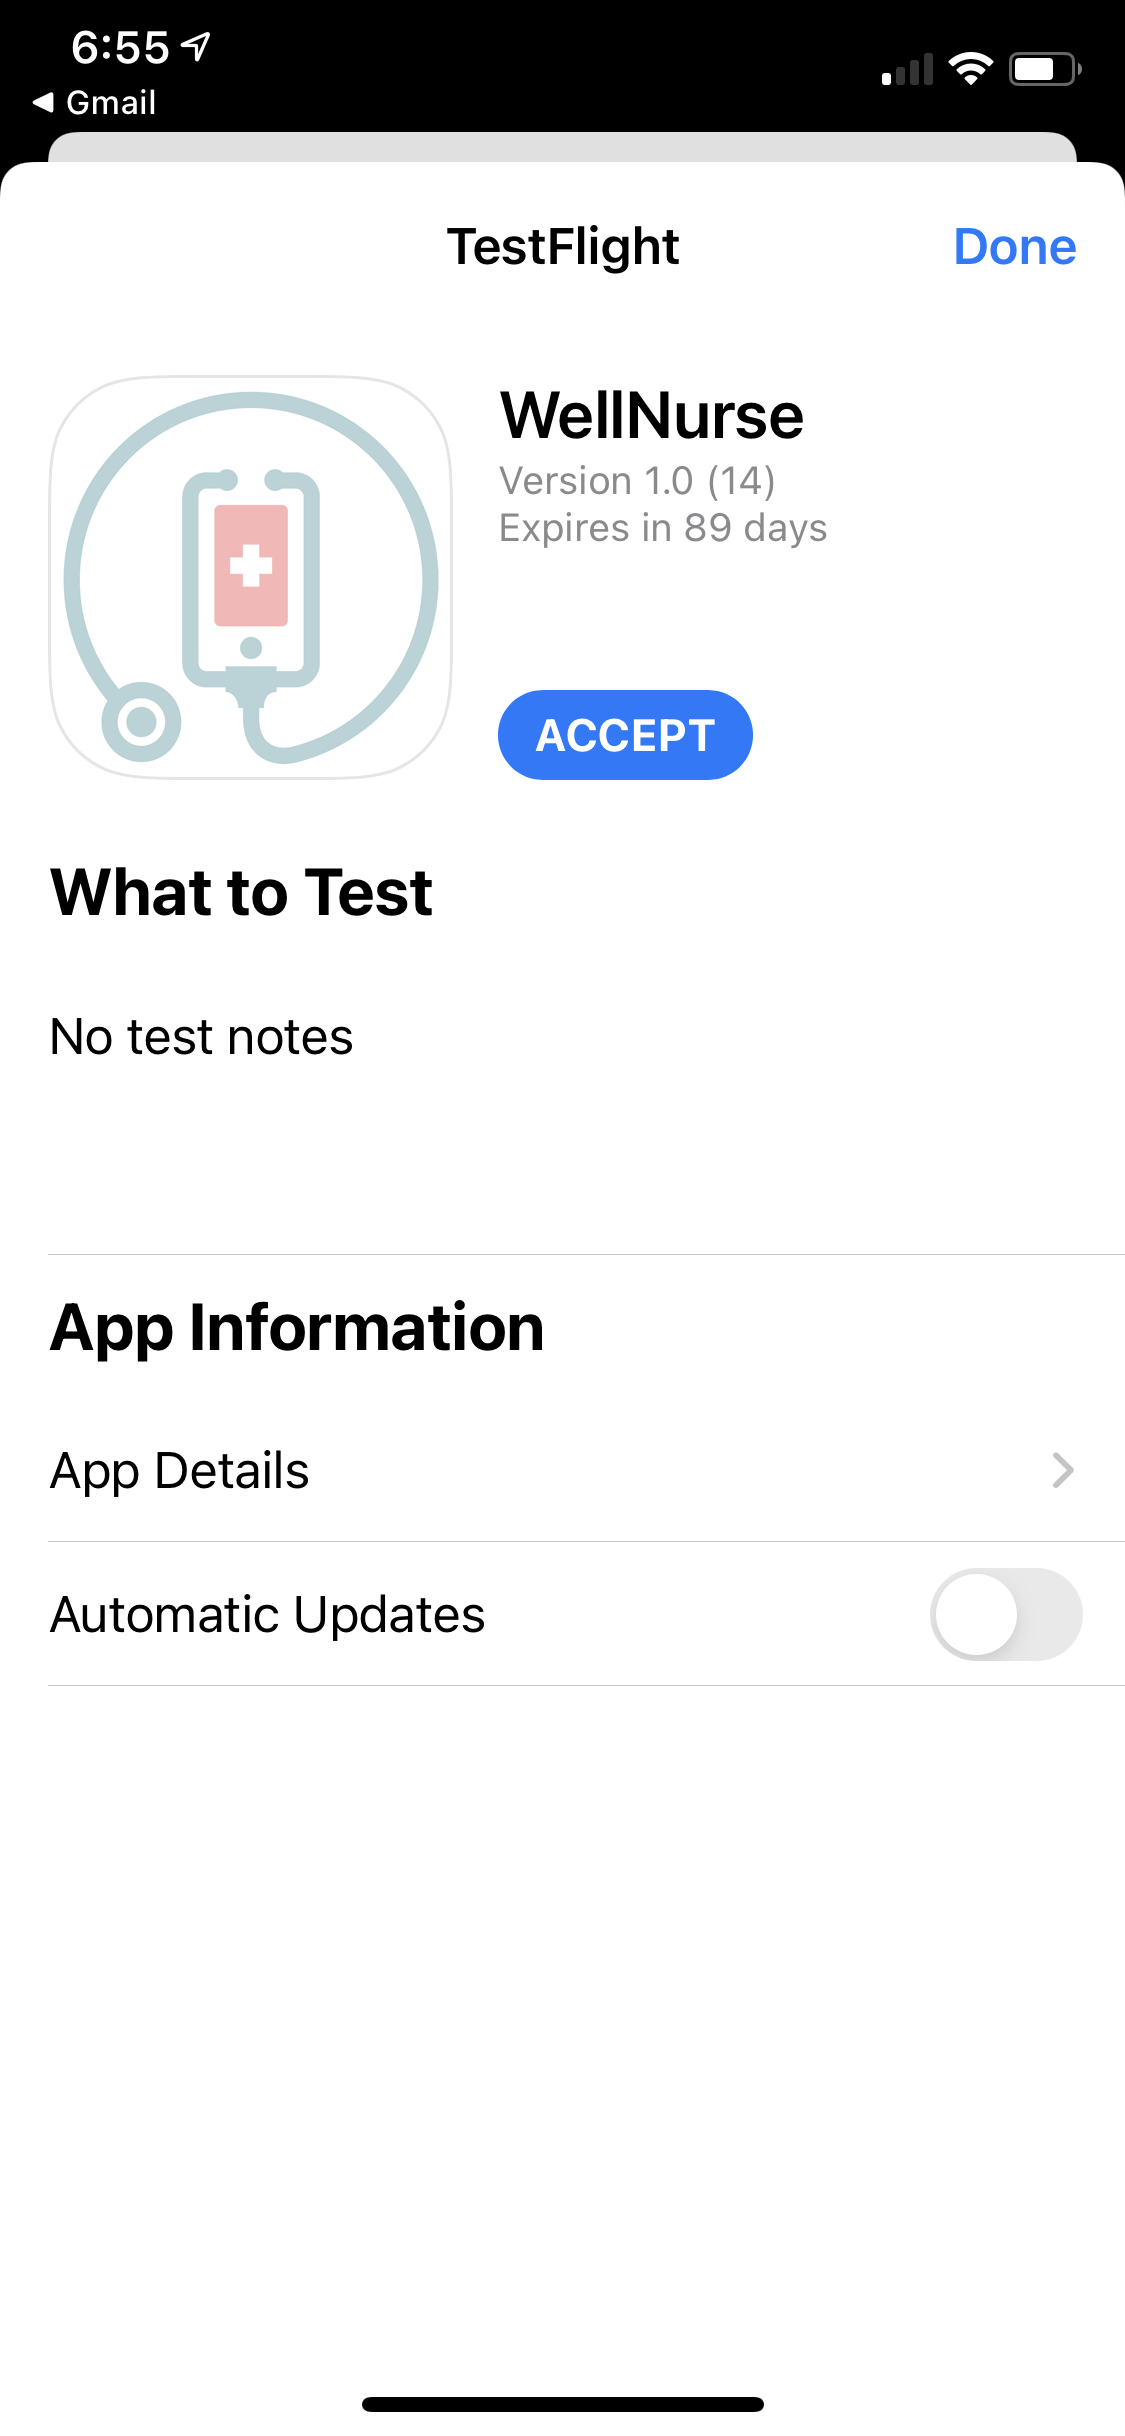 6:55
Gmail
TestFlight
Done
WellNurse
Version 1.0 (14)
Expires in 89 days
ACCEPT
What to Test
No test notes
App Information
App Details
Automatic Updates